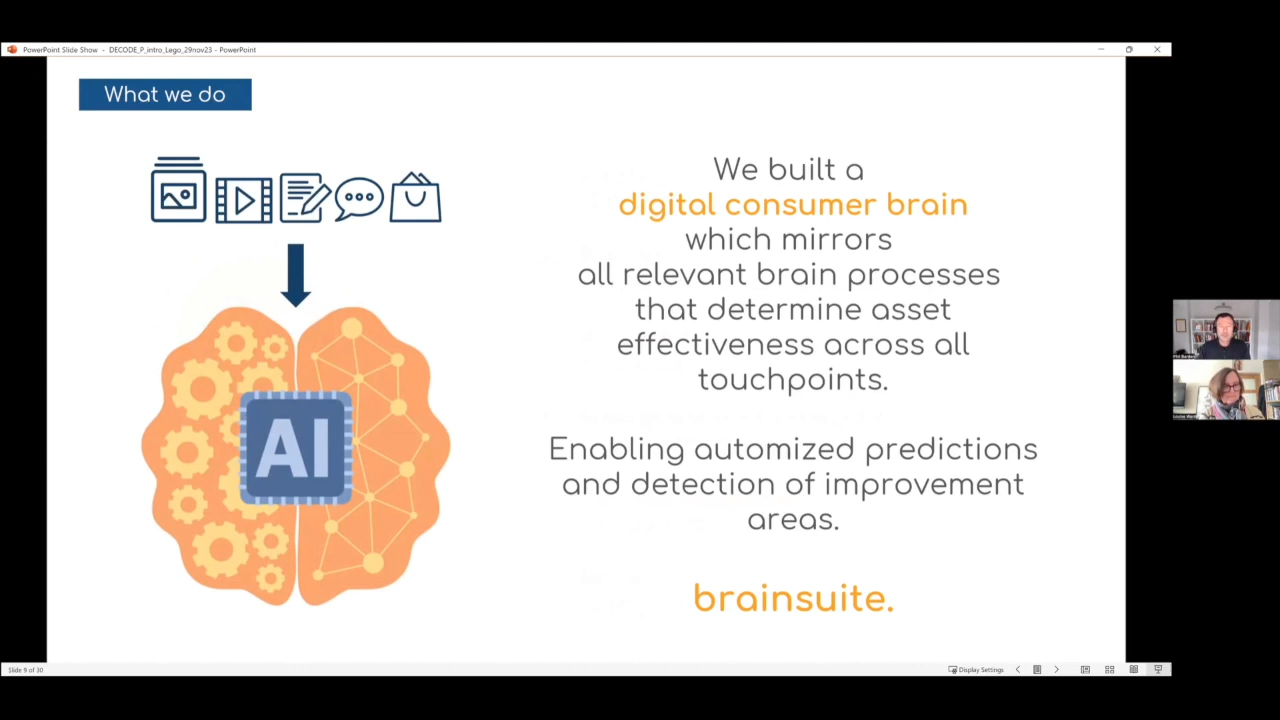 PowerPoint Slide Show - DECODE_P_intro_Lego_29nov23 - PowerPoint
What we do
We built a
digital consumer brain
which mirrors
all relevant brain processes
that determine asset
effectiveness across all
touchpoints.
Enabling automized predictions
and detection of improvement
areas.
brainsuite.
AI
Phil Barden
Slide 9 of 30
Display Settings